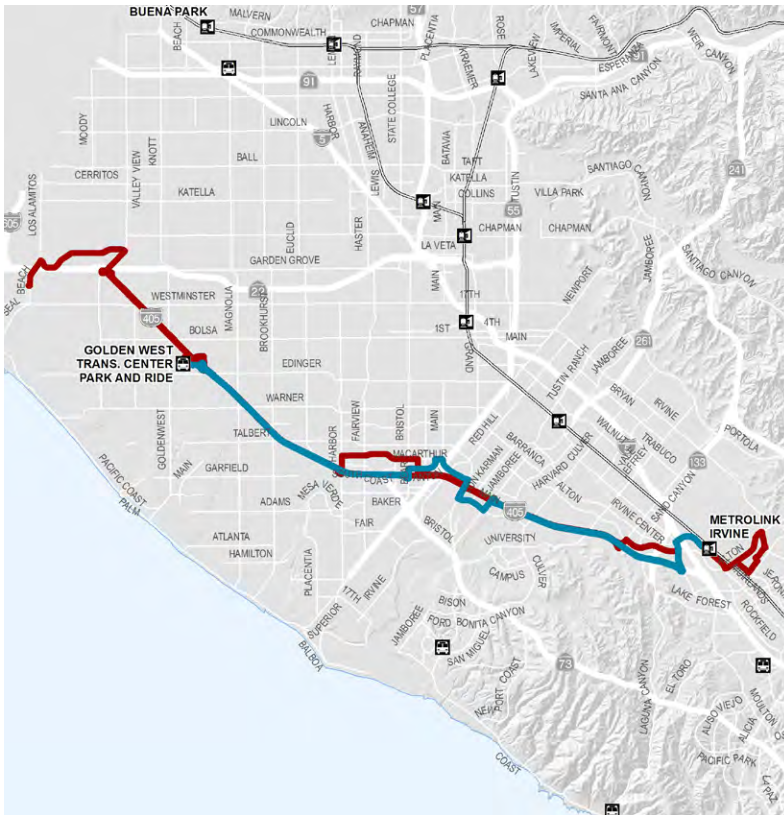 BUENA PARK
MALVERN
COMMONWEALTH
BEACH
RAYMOND
CHAPMAN
57
PLACENTIA
ROSE
KRAEMER
LAKEVIEW
IMPERIAL
FAIRMONT
ESPERANZA
WEIR CANYON
91
SANTA ANA CANYON
91
MOODY
VALLEY VIEW
KNOTT
LINCOLN
HARBOR
5
ANAHEIM
STATE COLLEGE
BATAVIA
BALL
CERRITOS
KATELLA
LEWIS
TAFT
KATELLA
COLLINS
TUSTIN
MAIN
55
VILLA PARK
SANTIAGO
CANYON
241
605
LOS ALAMITOS
EUCLID
HASTER
CHAPMAN
CHAPMAN
LA VETA
JAMBOREE
SANTIAGO CANYON
GARDEN GROVE
22
SEAL BEACH
WESTMINSTER
MAGNOLIA
BROOKHURST
MAIN
17TH
NEWPORT
405
BOLSA
1ST
4TH
MAIN
GRAND
261
GOLDEN WEST
TRANS. CENTER
PARK AND RIDE
EDINGER
TUSTIN RANCH
JAMBOREE
WARNER
FAIRVIEW
BRISTOL
MAIN
RED HILL
BRYAN
IRVINE
PORTOLA
GOLDENWEST
TALBERT
HARBOR
MACARTHUR
BARRANCA
HARVARD
CULVER
WALNUT
TRABUCO
JEFFREY
133
PACIFIC COAST
PALM
MAIN
GARFIELD
COAST
JAMBOREE
ALTON
SAND CANYON
ADAMS
MESA VERDE
BAKER
405
IRVINE CENTER
METROLINK
IRVINE
FAIR
BRISTOL
UNIVERSITY
ATLANTA
HAMILTON
PLACENTIA
CAMPUS
CULVER
LAKE FOREST
ROCKFIELD
17TH
IRVINE
SUPERIOR
BISON
JAMBOREE
FORD
BONITA CANYON
SAN MIGUEL
BALBOA
73
NEWPORT COAST
LAGUNA CANYON
EL TORO
ALISO VIEJO
MOULTON
ALICIA
PACIFIC PARK
LA PAZ
COAST